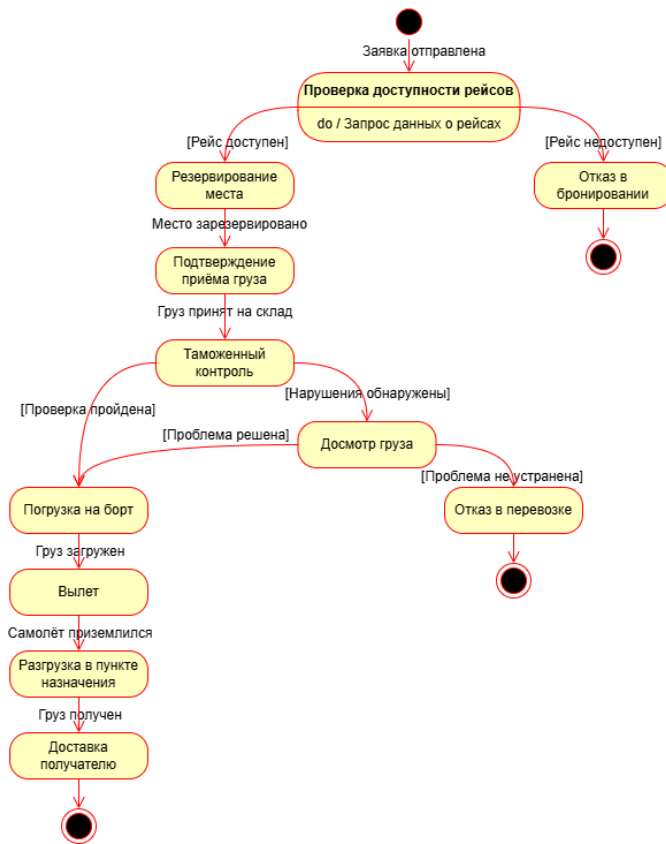 Заявка отправлена
Проверка доступности рейсов
do / Запрос данных о рейсах
[Рейс доступен]
[Рейс недоступен]
Резервирование
места
Отказ в
бронировании
Место зарезервировано
Подтверждение
приёма груза
Груз принят на склад
Таможенный
контроль
[Нарушения обнаружены]
[Проверка пройдена]
[Проблема решена]
Досмотр груза
[Проблема не устранена]
Погрузка на борт
Отказ в перевозке
Груз загружен
Вылет
Самолёт приземлился
Разгрузка в пункте
назначения
Груз получен
Доставка
получателю